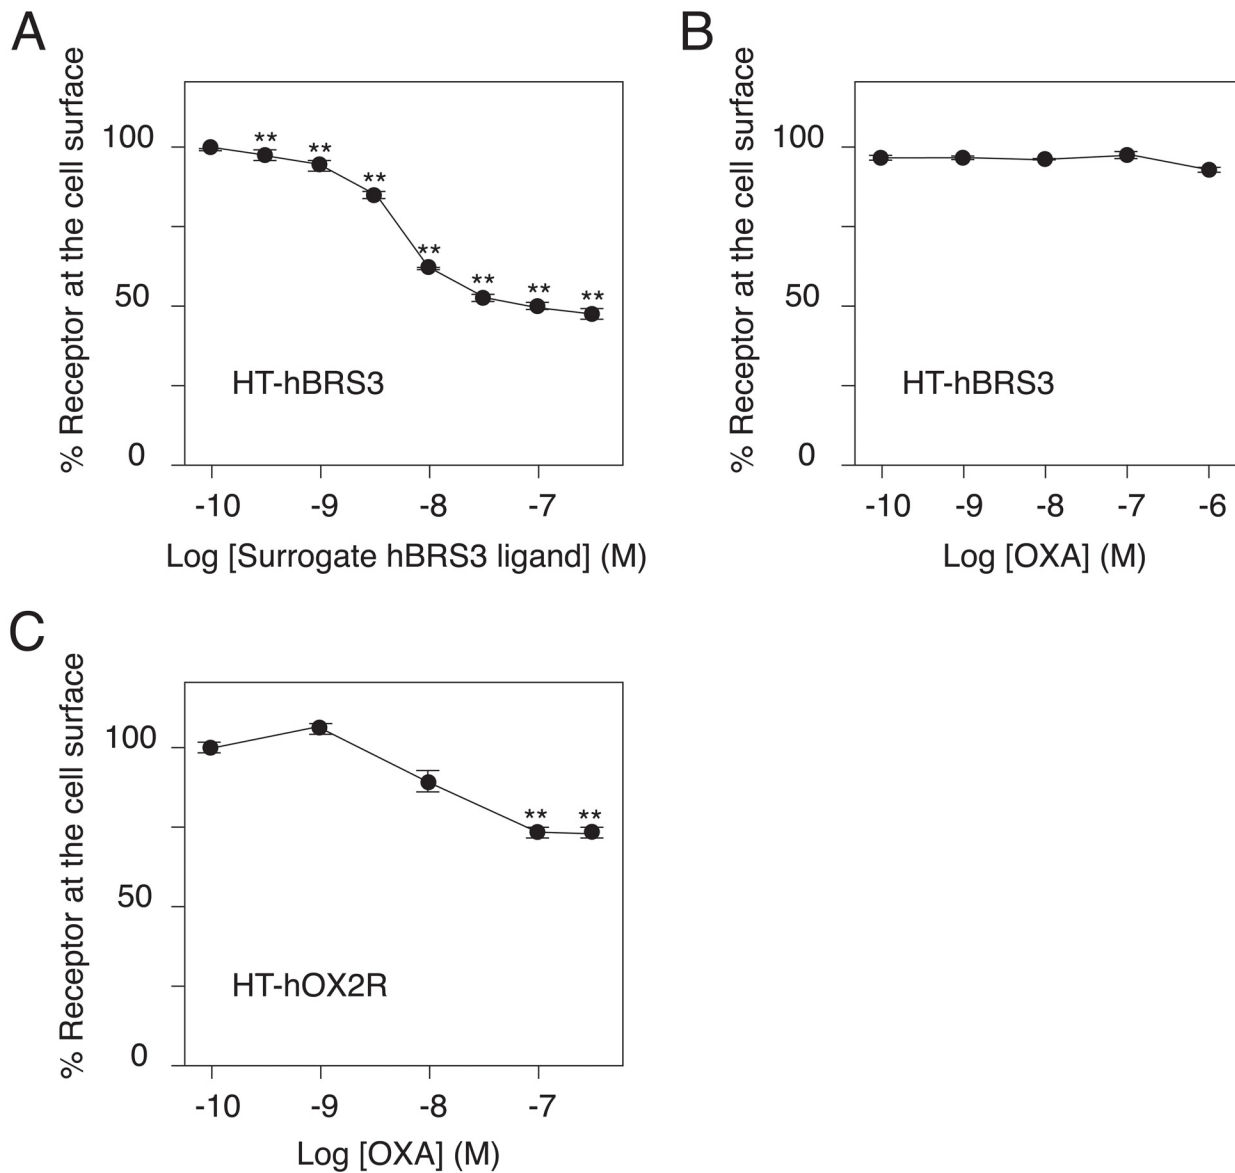 A
% Receptor at the cell surface
100
50
0
** ** ** ** ** ** **
HT-hBRS3
-10 -9 -8 -7
Log [Surrogate hBRS3 ligand] (M)
B
% Receptor at the cell surface
100
50
0
HT-hBRS3
-10 -9 -8 -7 -6
Log [OXA] (M)
C
% Receptor at the cell surface
100
50
0
** **
HT-hOX2R
-10 -9 -8 -7
Log [OXA] (M)